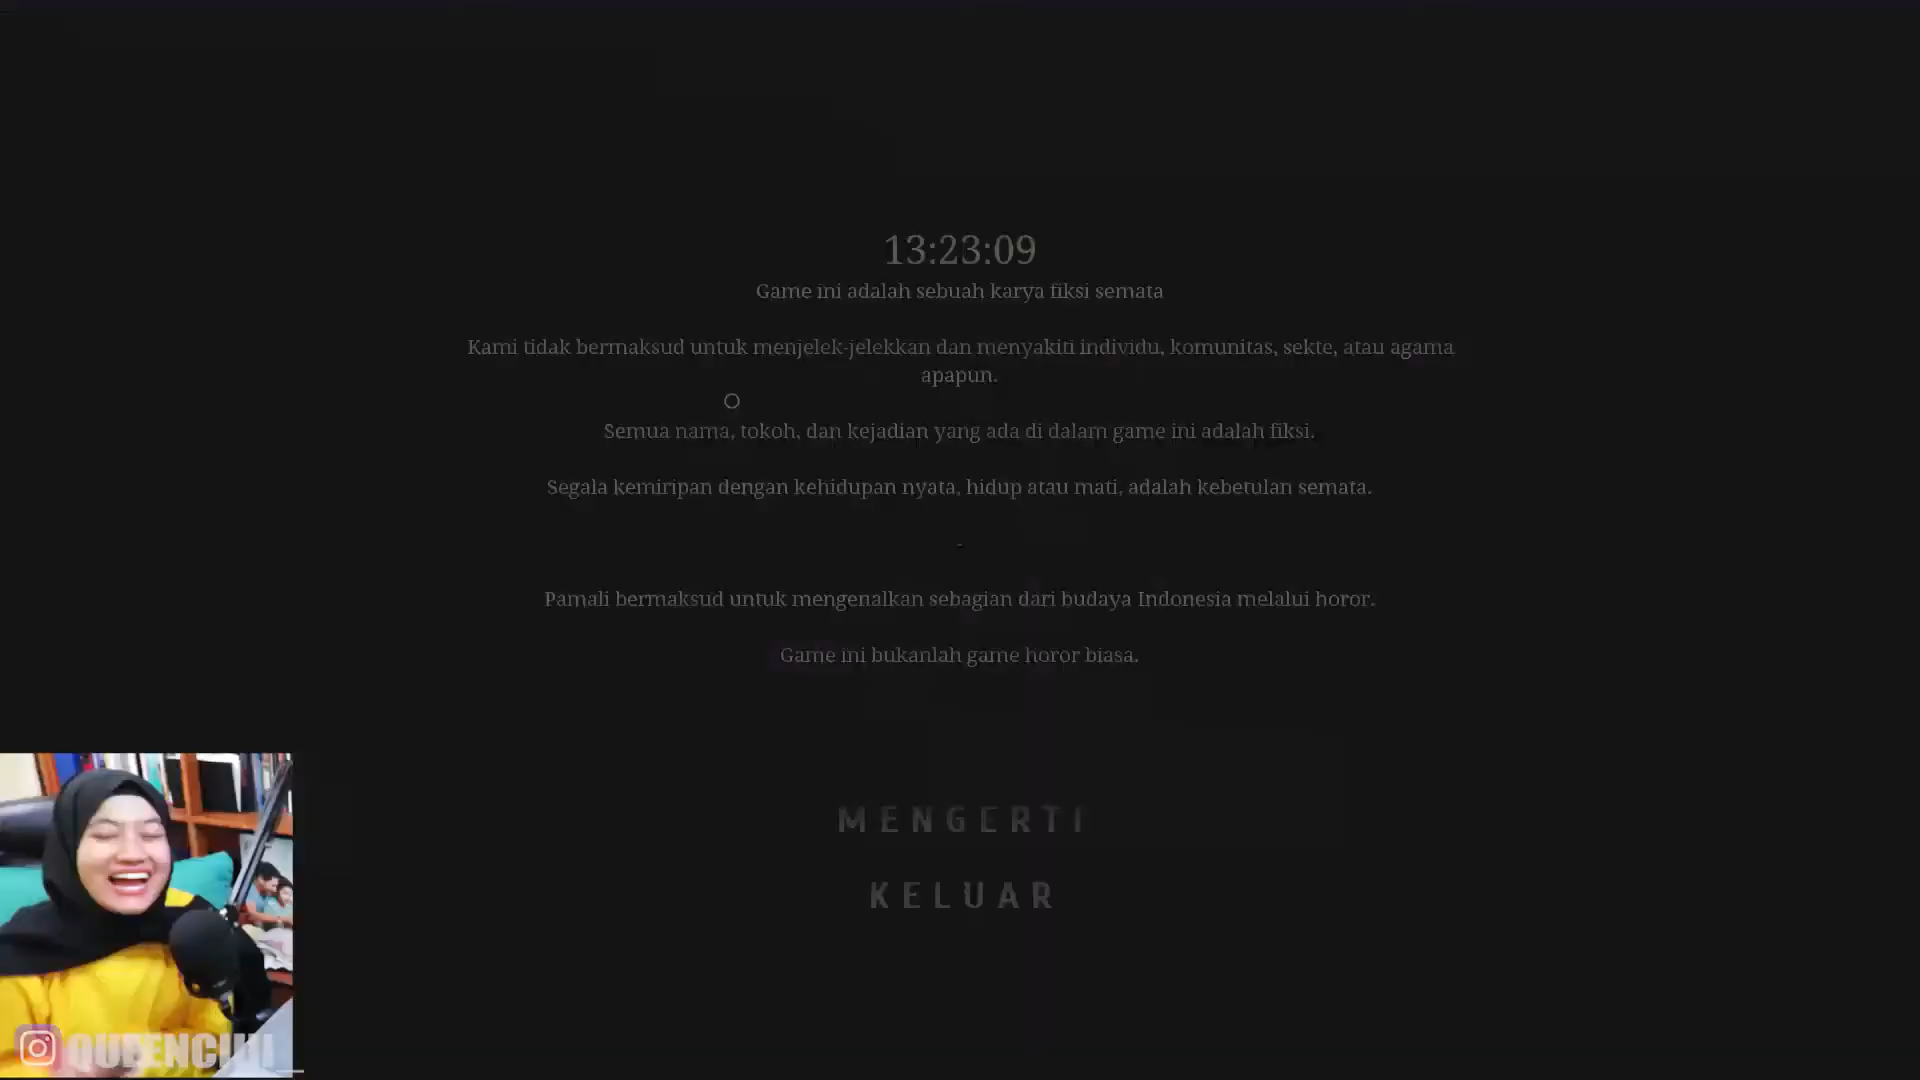 13:23:09
Game ini adalah sebuah karya fiksi semata
Kami tidak bermaksud untuk menjelek-jelekkan dan menyakiti individu, komunitas, sekte, atau agama
apapun.
Semua nama, tokoh, dan kejadian yang ada di dalam game ini adalah fiksi.
Segala kemiripan dengan kehidupan nyata, hidup atau mati, adalah kebetulan semata.
-
Pamali bermaksud untuk mengenalkan sebagian dari budaya Indonesia melalui horor.
Game ini bukanlah game horor biasa.
MENGERTI
KELUAR